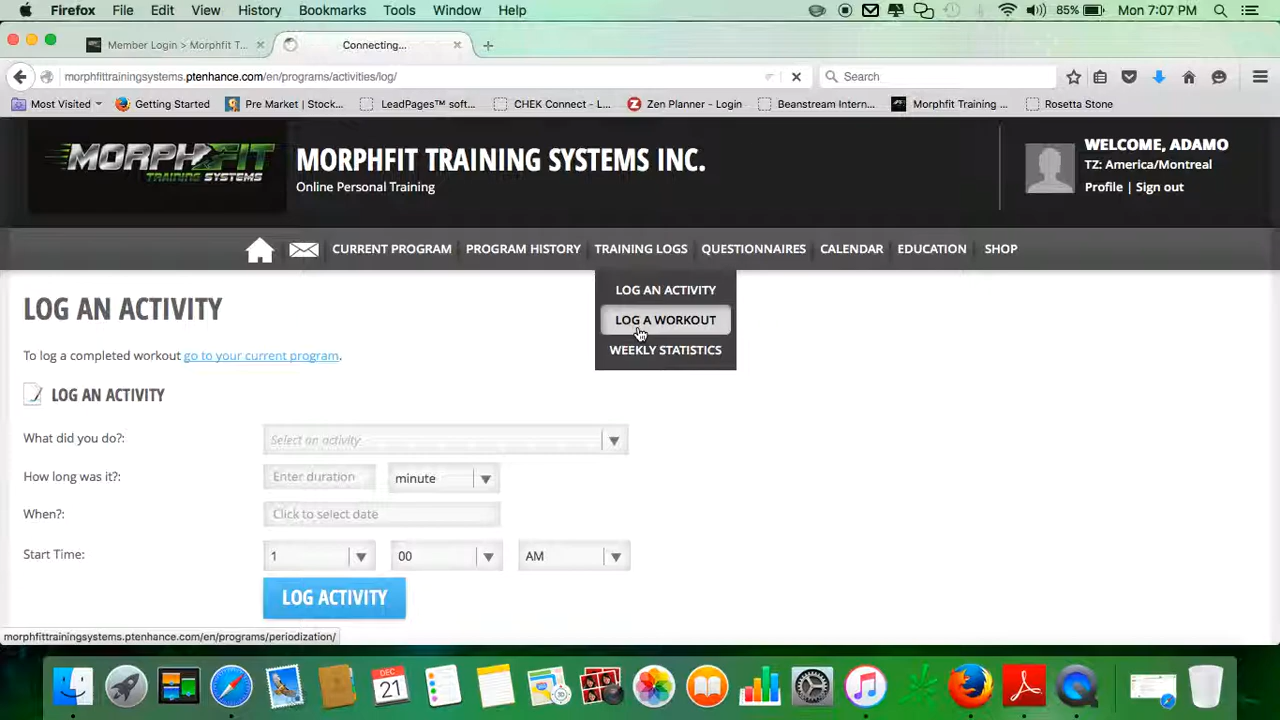 Firefox File Edit View History Bookmarks Tools Window Help 85% Mon 7:07 PM
Member Login > Morphfit T... Connecting...
morphfittrainingsystems.ptenhance.com/en/programs/activities/log/ Search
Most Visited Getting Started Pre Market | Stock... LeadPages™ soft... CHEK Connect - L... Zen Planner - Login Beanstream Intern... Morphfit Training ... Rosetta Stone
MORPHFIT
TRAINING SYSTEMS
MORPHFIT TRAINING SYSTEMS INC.
Online Personal Training
WELCOME, ADAMO
TZ: America/Montreal
Profile | Sign out
CURRENT PROGRAM PROGRAM HISTORY TRAINING LOGS QUESTIONNAIRES CALENDAR EDUCATION SHOP
LOG AN ACTIVITY
LOG A WORKOUT
WEEKLY STATISTICS
LOG AN ACTIVITY
To log a completed workout go to your current program.
LOG AN ACTIVITY
What did you do?: Select an activity
How long was it?: Enter duration minute
When?: Click to select date
Start Time: 1 00 AM
LOG ACTIVITY
morphfittrainingsystems.ptenhance.com/en/programs/periodization/
DEC
21